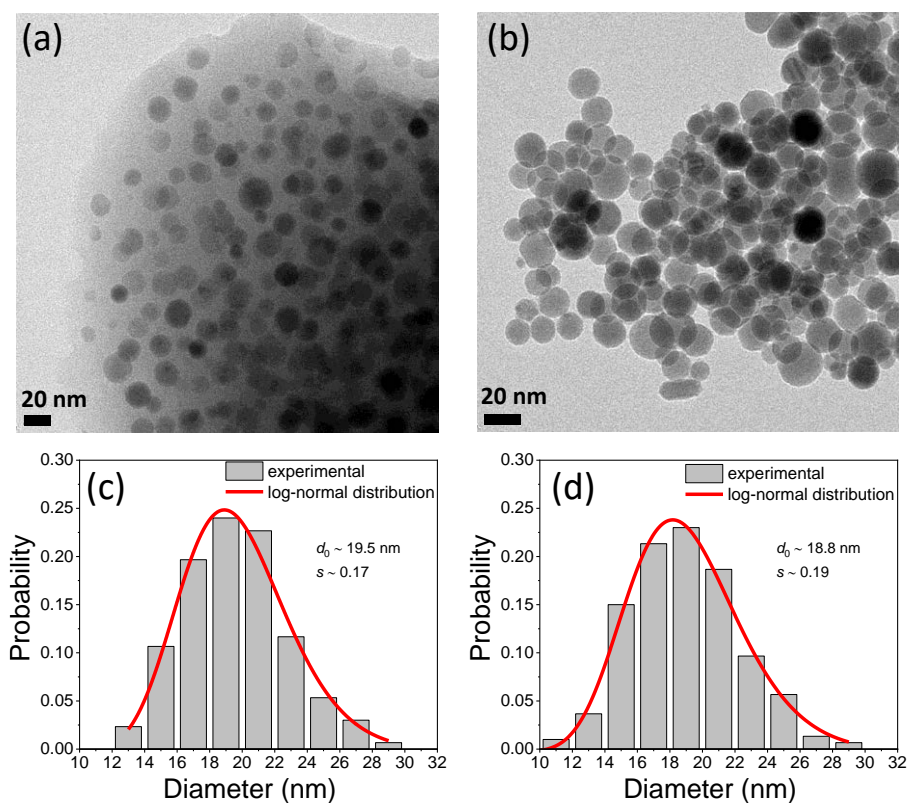 (a)
20 nm
(b)
20 nm
(c)
experimental
log-normal distribution
d₀ ~ 19.5 nm
s ~ 0.17
Probability
0.30
0.25
0.20
0.15
0.10
0.05
0.00
10 12 14 16 18 20 22 24 26 28 30 32
Diameter (nm)
(d)
experimental
log-normal distribution
d₀ ~ 18.8 nm
s ~ 0.19
Probability
0.30
0.25
0.20
0.15
0.10
0.05
0.00
10 12 14 16 18 20 22 24 26 28 30 32
Diameter (nm)